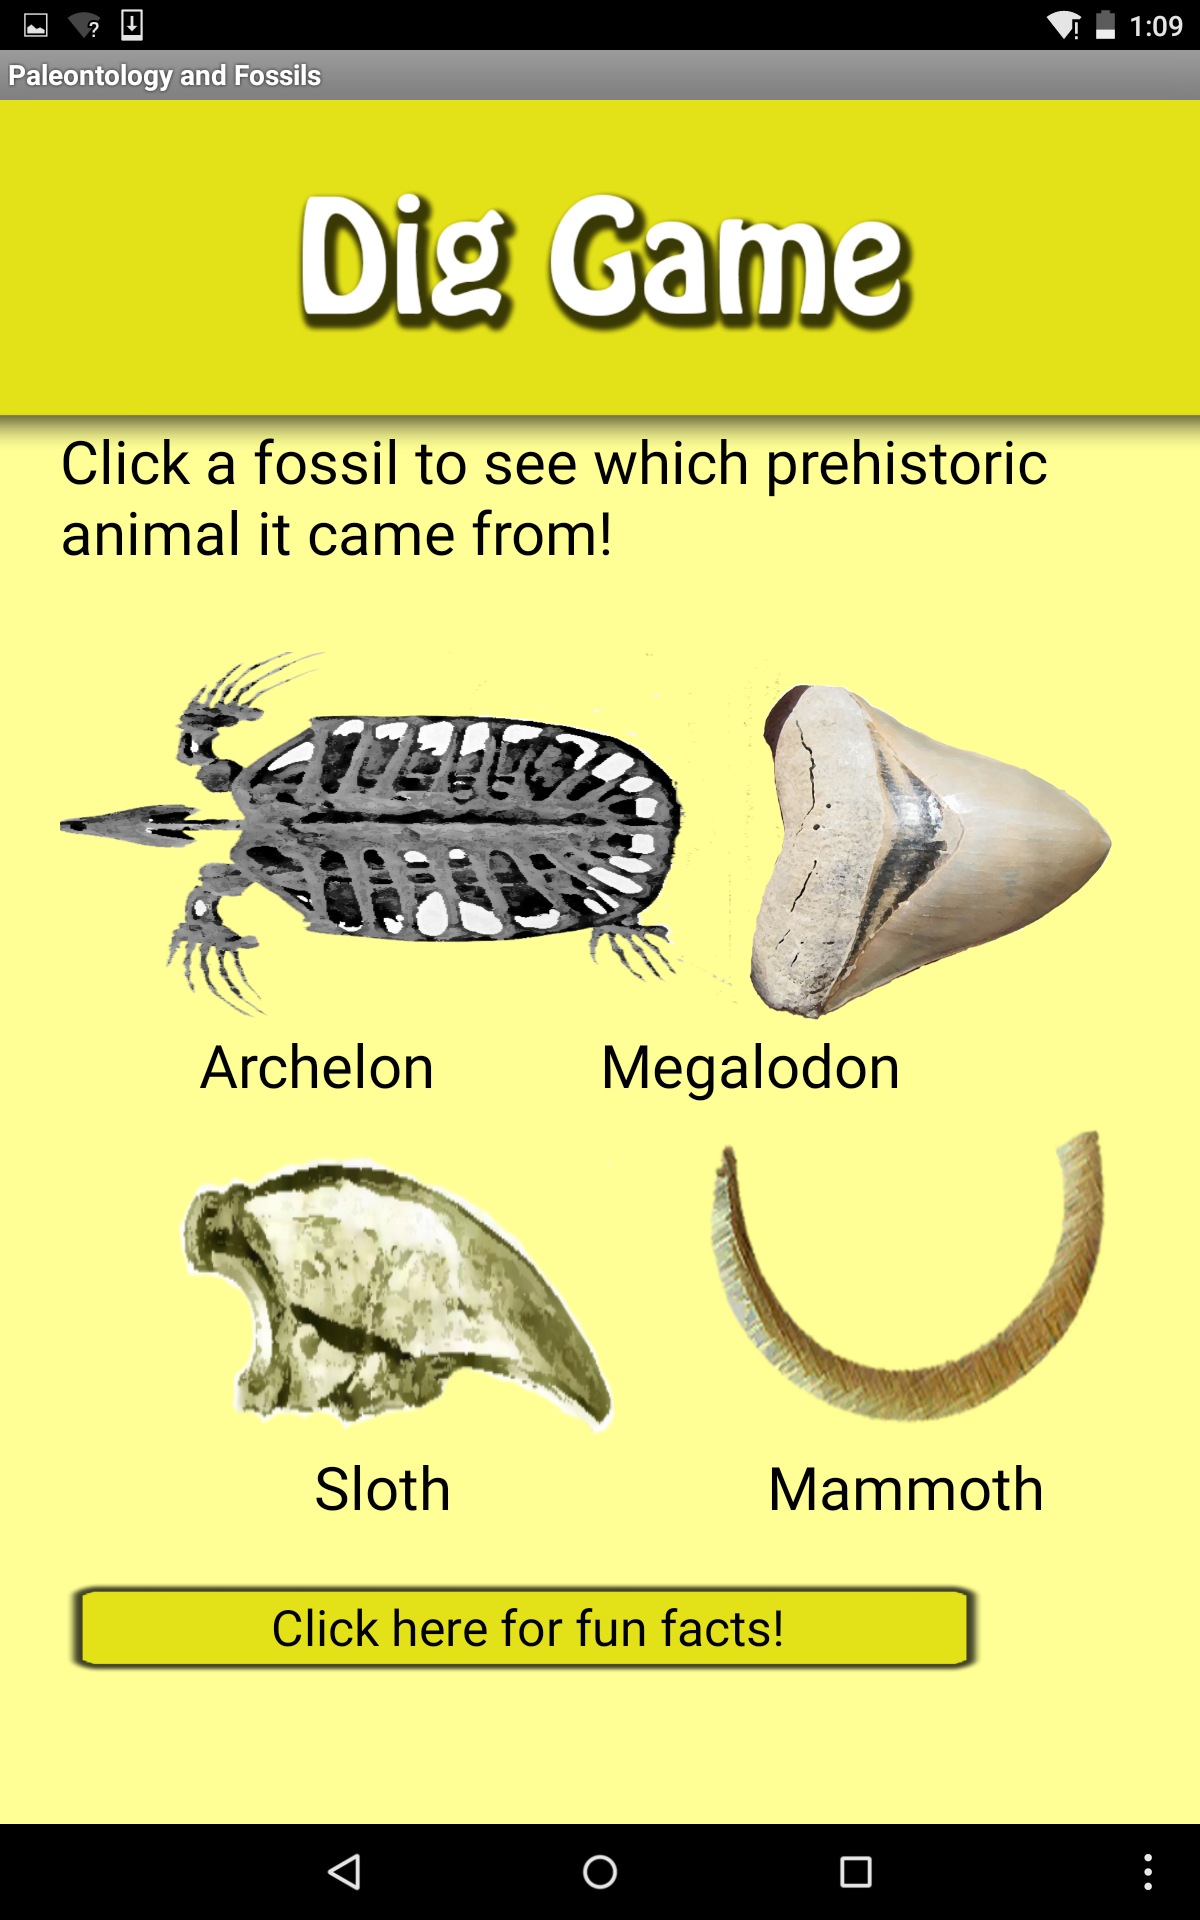 1:09
Paleontology and Fossils
Dig Game
Click a fossil to see which prehistoric
animal it came from!
Archelon Megalodon
Sloth Mammoth
Click here for fun facts!